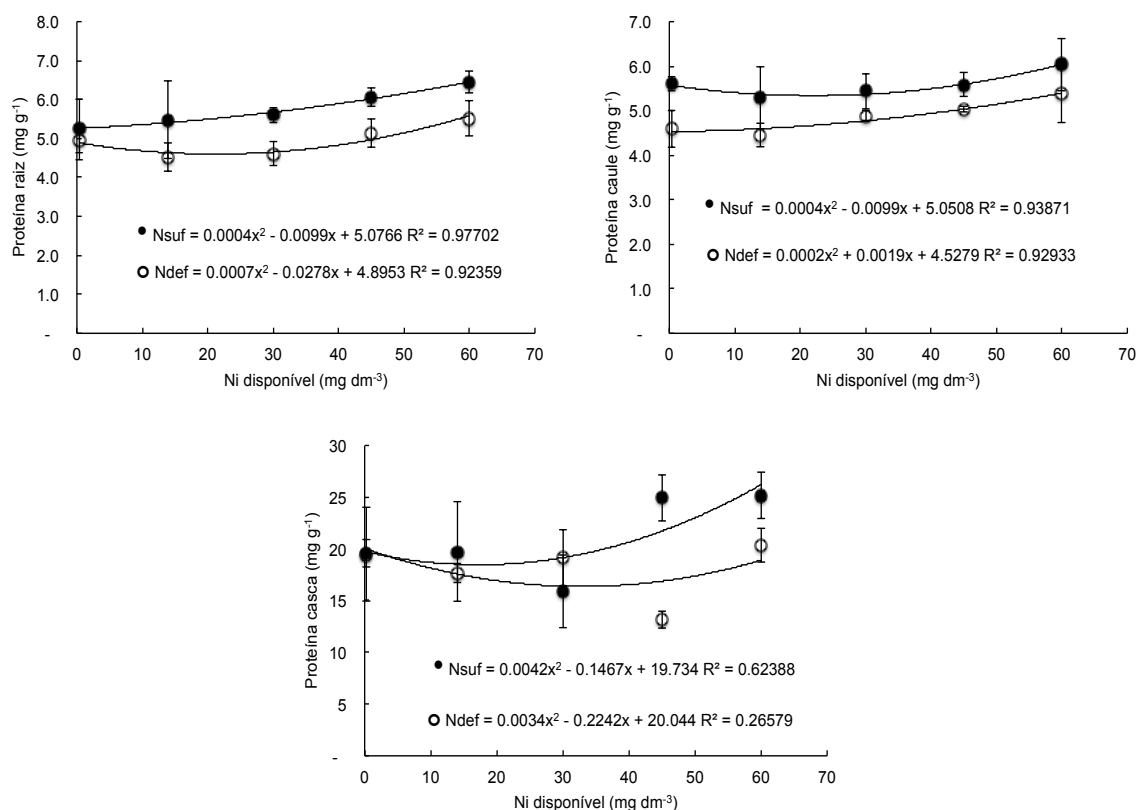 8.0
7.0
6.0
5.0
4.0
3.0
2.0
1.0
-
Proteína raiz (mg g⁻¹)
Nsuf = 0.0004x² - 0.0099x + 5.0766 R² = 0.97702
Ndef = 0.0007x² - 0.0278x + 4.8953 R² = 0.92359
0 10 20 30 40 50 60 70
Ni disponível (mg dm⁻³)
7.0
6.0
5.0
4.0
3.0
2.0
1.0
-
Proteína caule (mg g⁻¹)
Nsuf = 0.0004x² - 0.0099x + 5.0508 R² = 0.93871
Ndef = 0.0002x² + 0.0019x + 4.5279 R² = 0.92933
0 10 20 30 40 50 60 70
Ni disponível (mg dm⁻³)
30
25
20
15
10
5
-
Proteína casca (mg g⁻¹)
Nsuf = 0.0042x² - 0.1467x + 19.734 R² = 0.62388
Ndef = 0.0034x² - 0.2242x + 20.044 R² = 0.26579
0 10 20 30 40 50 60 70
Ni disponível (mg dm⁻³)